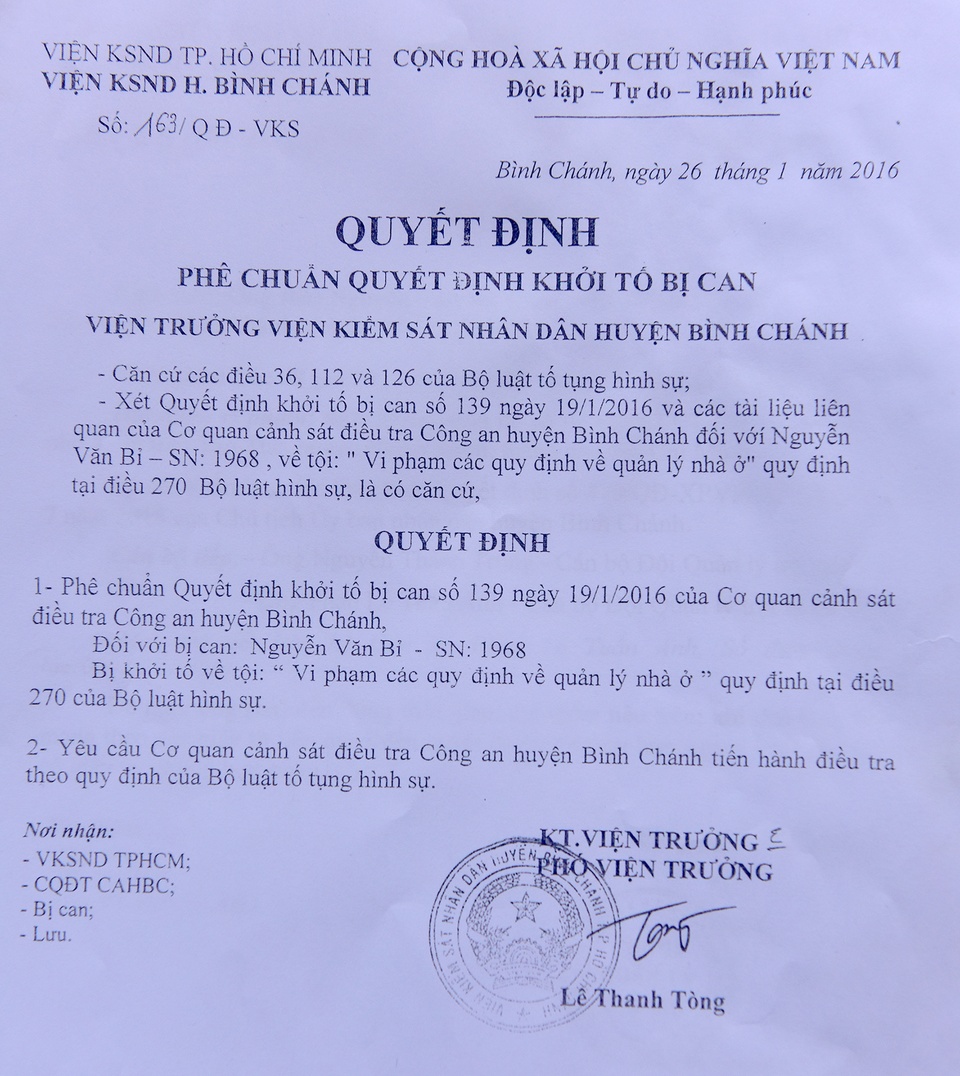 VIỆN KSND TP. HỒ CHÍ MINH
VIỆN KSND H. BÌNH CHÁNH
Số: 163/ Q Đ - VKS
CỘNG HOÀ XÃ HỘI CHỦ NGHĨA VIỆT NAM
Độc lập – Tự do – Hạnh phúc
Bình Chánh, ngày 26 tháng 1 năm 2016
QUYẾT ĐỊNH
PHÊ CHUẨN QUYẾT ĐỊNH KHỞI TỐ BỊ CAN
VIỆN TRƯỞNG VIỆN KIỂM SÁT NHÂN DÂN HUYỆN BÌNH CHÁNH
- Căn cứ các điều 36, 112 và 126 của Bộ luật tố tụng hình sự;
- Xét Quyết định khởi tố bị can số 139 ngày 19/1/2016 và các tài liệu liên
quan của Cơ quan cảnh sát điều tra Công an huyện Bình Chánh đối với Nguyễn
Văn Bỉ – SN: 1968 , về tội: " Vi phạm các quy định về quản lý nhà ở" quy định
tại điều 270 Bộ luật hình sự, là có căn cứ,
QUYẾT ĐỊNH
1- Phê chuẩn Quyết định khởi tố bị can số 139 ngày 19/1/2016 của Cơ quan cảnh sát
điều tra Công an huyện Bình Chánh,
Đối với bị can: Nguyễn Văn Bỉ - SN: 1968
Bị khởi tố về tội: “ Vi phạm các quy định về quản lý nhà ở ” quy định tại điều
270 của Bộ luật hình sự.
2- Yêu cầu Cơ quan cảnh sát điều tra Công an huyện Bình Chánh tiến hành điều tra
theo quy định của Bộ luật tố tụng hình sự.
Nơi nhận:
- VKSND TPHCM;
- CQĐT CAHBC;
- Bị can;
- Lưu.
KT.VIỆN TRƯỞNG
PHÓ VIỆN TRƯỞNG
VIỆN KIỂM SÁT NHÂN DÂN HUYỆN BÌNH CHÁNH T.P HỒ CHÍ MINH
Lê Thanh Tòng